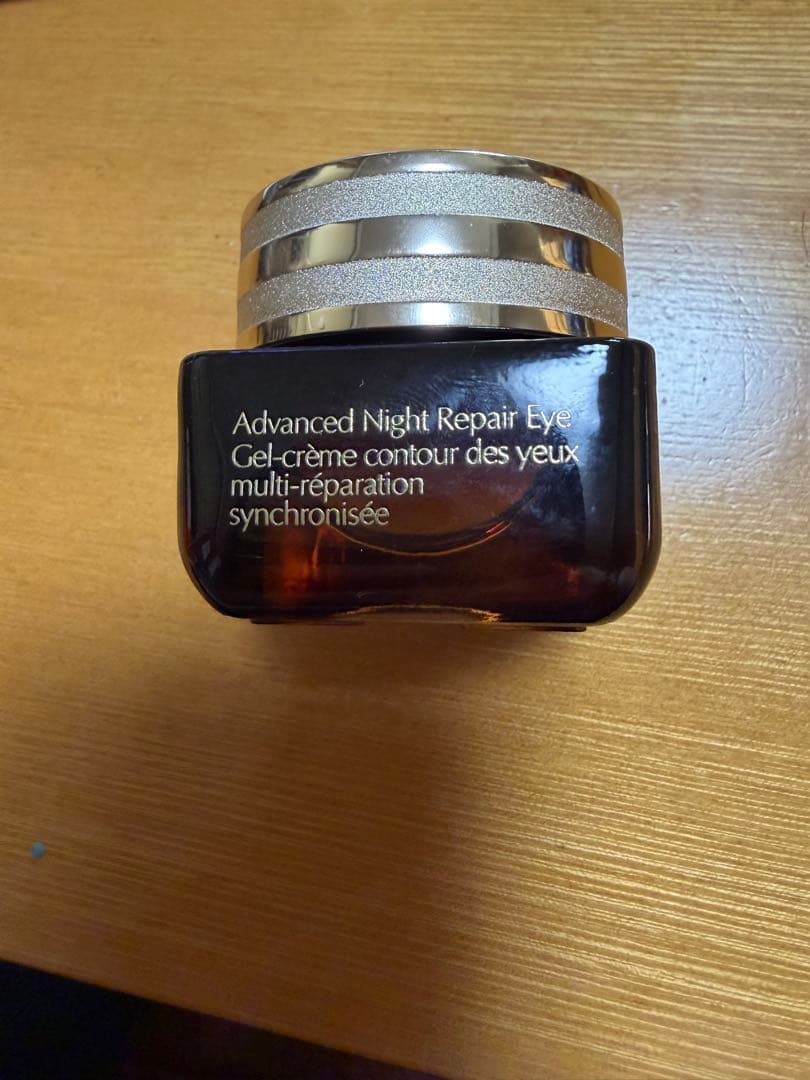 Advanced Night Repair Eye
Gel-crème contour des yeux
multi-réparation
synchronisée